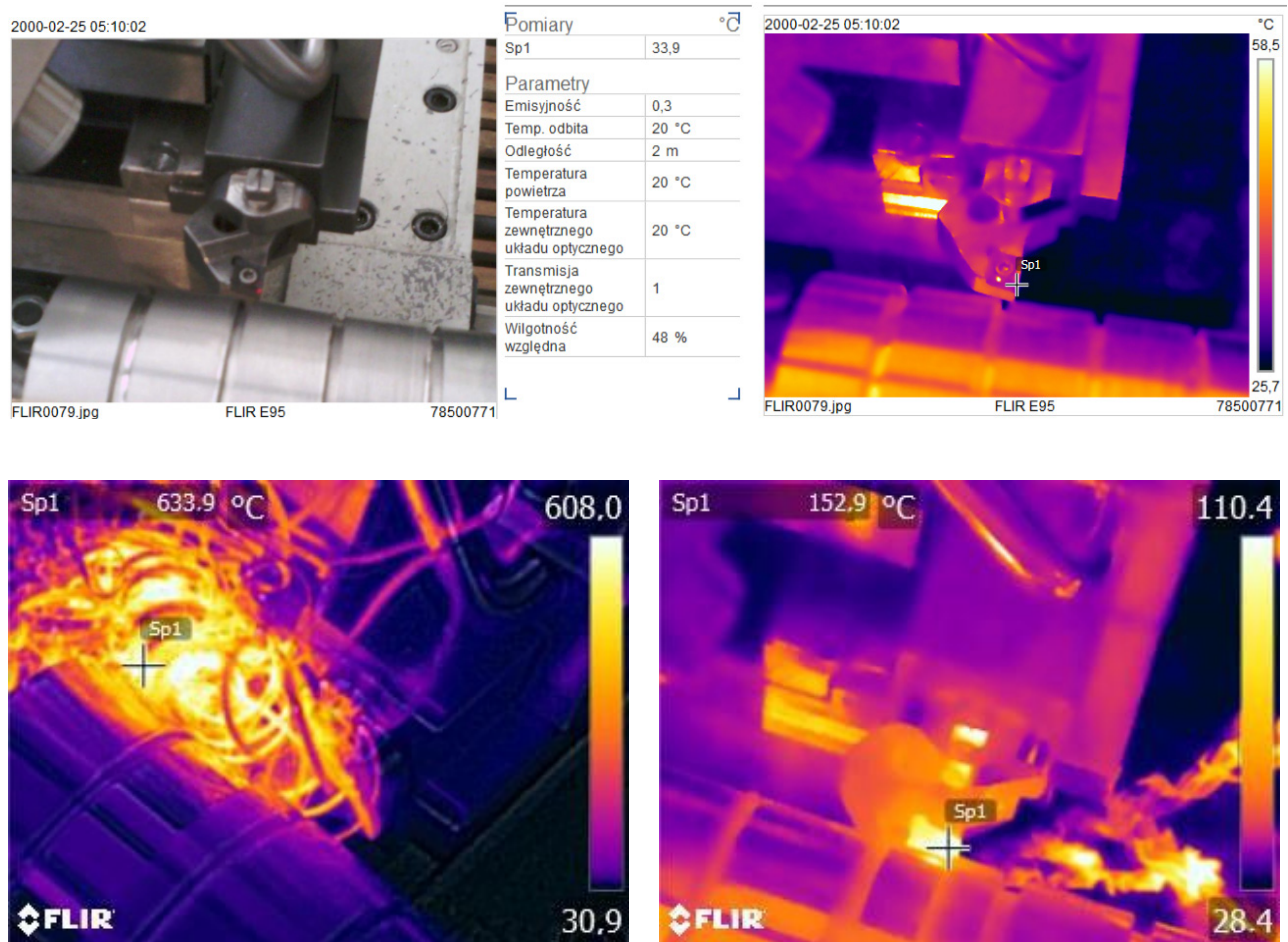 2000-02-25 05:10:02
FLIR0079.jpg FLIR E95 78500771
Pomiary °C
Sp1 33,9
Parametry
Emisyjność 0,3
Temp. odbita 20 °C
Odległość 2 m
Temperatura
powietrza 20 °C
Temperatura
zewnętrznego
układu optycznego 20 °C
Transmisja
zewnętrznego
układu optycznego 1
Wilgotność
względna 48 %
2000-02-25 05:10:02 °C
58,5
Sp1
25,7
FLIR0079.jpg FLIR E95 78500771
Sp1 633,9 °C 608,0
Sp1
FLIR 30,9
Sp1 152,9 °C 110.4
Sp1
FLIR 28.4